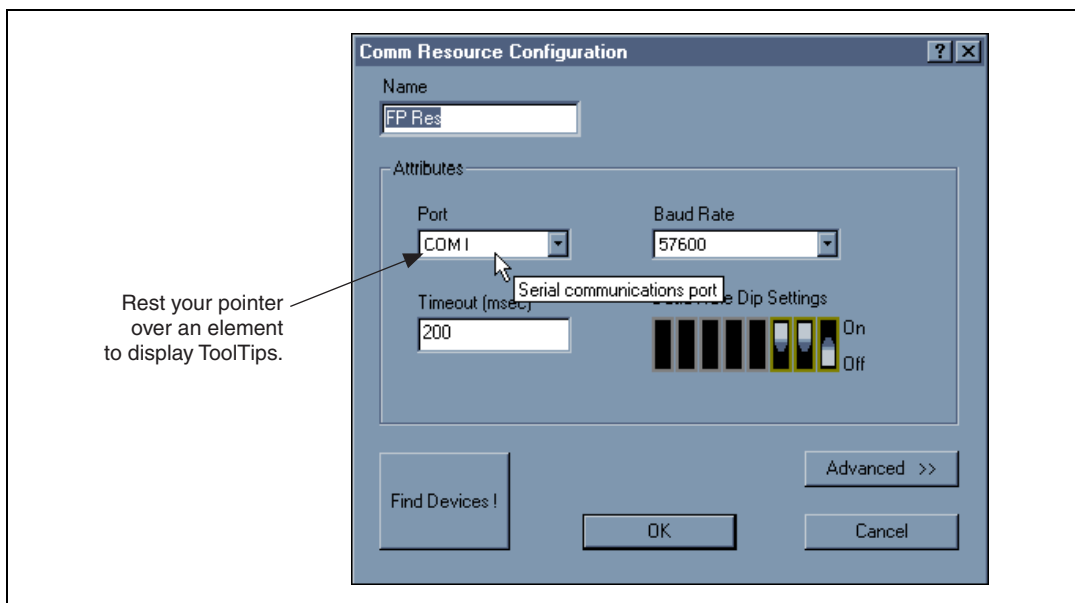 Comm Resource Configuration
Name
FP Res
Attributes
Port
Baud Rate
COM1
57600
Serial communications port
Timeout (msec)
Rate Dip Settings
200
On
Off
Rest your pointer
over an element
to display ToolTips.
Advanced >>
Find Devices !
OK
Cancel